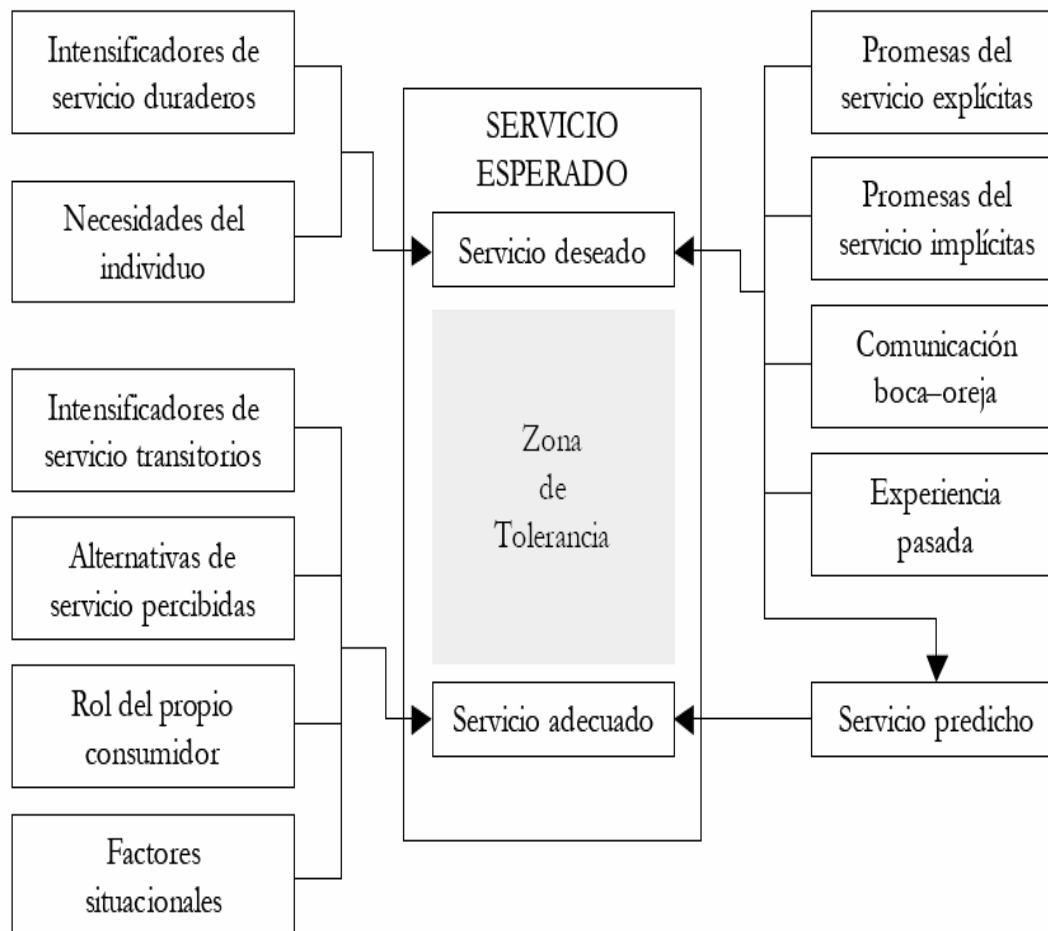 Intensificadores de
servicio duraderos
Necesidades del
individuo
Intensificadores de
servicio transitorios
Alternativas de
servicio percibidas
Rol del propio
consumidor
Factores
situacionales
SERVICIO
ESPERADO
Servicio deseado
Zona
de
Tolerancia
Servicio adecuado
Promesas del
servicio explícitas
Promesas del
servicio implícitas
Comunicación
boca–oreja
Experiencia
pasada
Servicio predicho